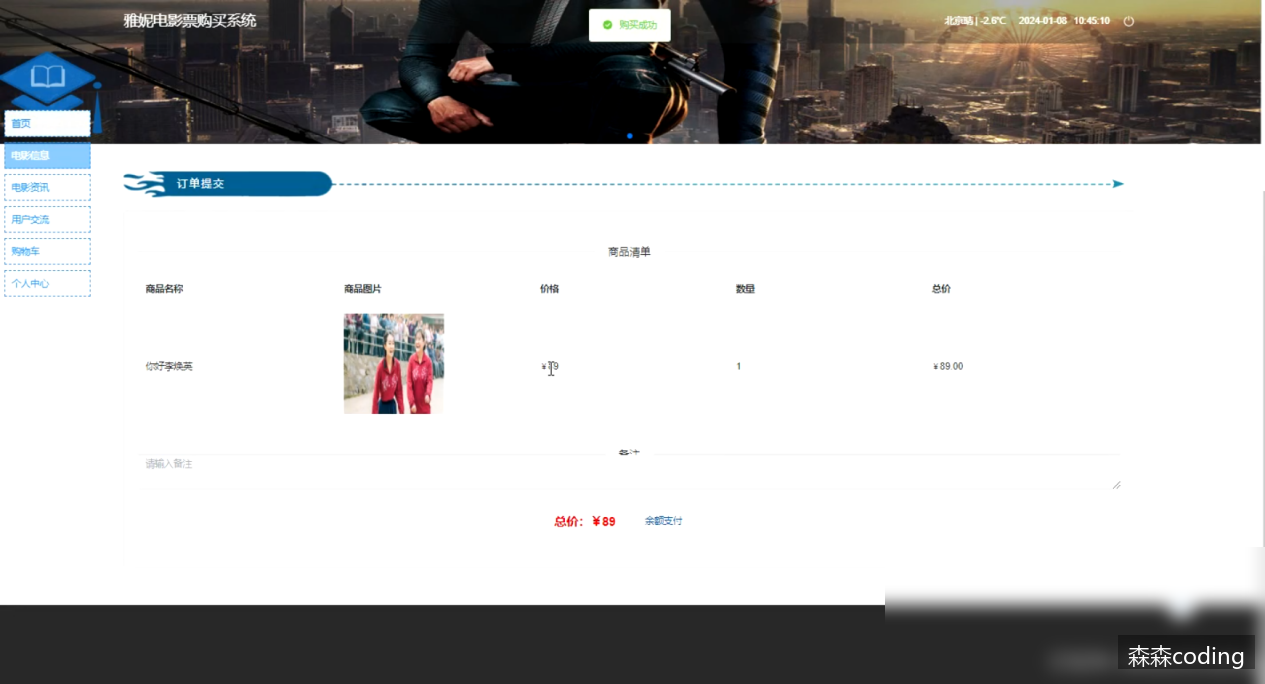 雅妮电影票购买系统
购买成功
北京晴 | -2.6℃ 2024-01-08 10:45:10
首页
电影信息
电影资讯
用户交流
购物车
个人中心
订单提交
商品清单
商品名称 商品图片 价格 数量 总价
你好李焕英 1 ¥89.00
备注
请输入备注
总价：¥89 余额支付
森森coding